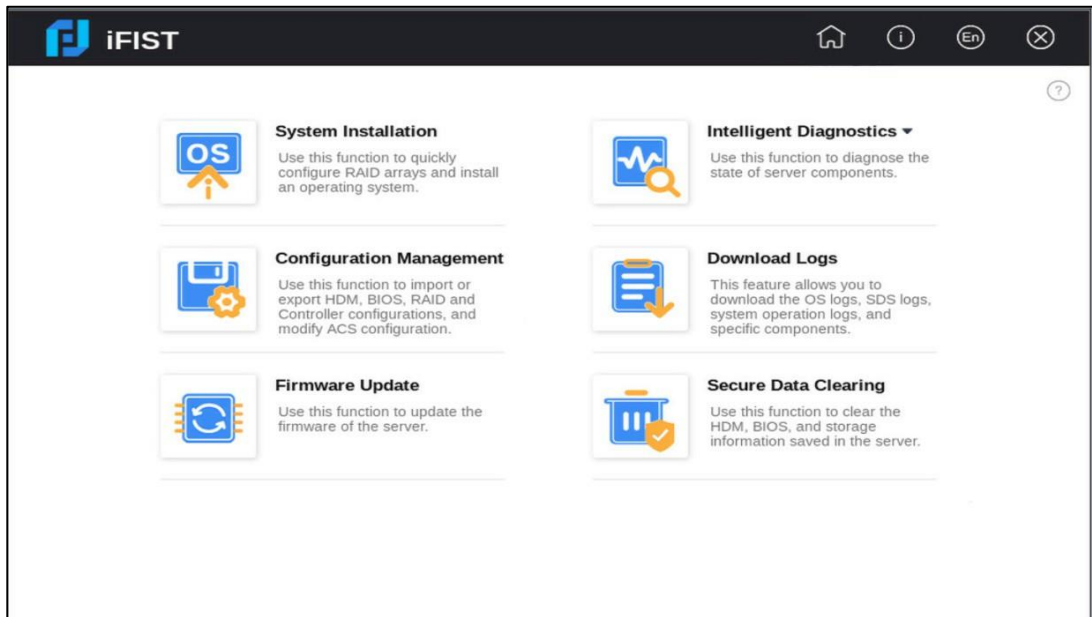 iFIST
i
En
?
OS
System Installation
Use this function to quickly
configure RAID arrays and install
an operating system.
Intelligent Diagnostics
Use this function to diagnose the
state of server components.
Configuration Management
Use this function to import or
export HDM, BIOS, RAID and
Controller configurations, and
modify ACS configuration.
Download Logs
This feature allows you to
download the OS logs, SDS logs,
system operation logs, and
specific components.
Firmware Update
Use this function to update the
firmware of the server.
Secure Data Clearing
Use this function to clear the
HDM, BIOS, and storage
information saved in the server.